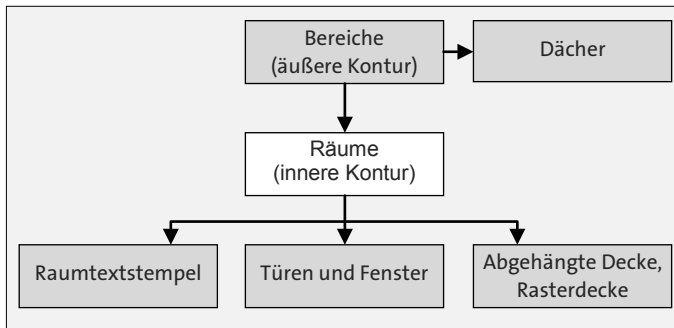 Bereiche
(äußere Kontur)
Dächer
Räume
(innere Kontur)
Raumtextstempel
Türen und Fenster
Abgehängte Decke,
Rasterdecke